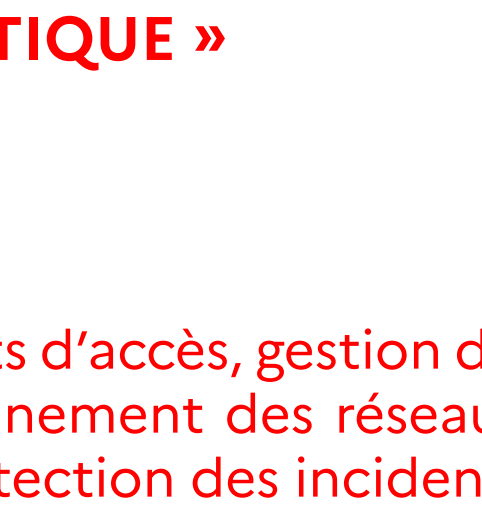 TIQUE »
ts d’accès, gestion d
nement des réseau
tection des inciden